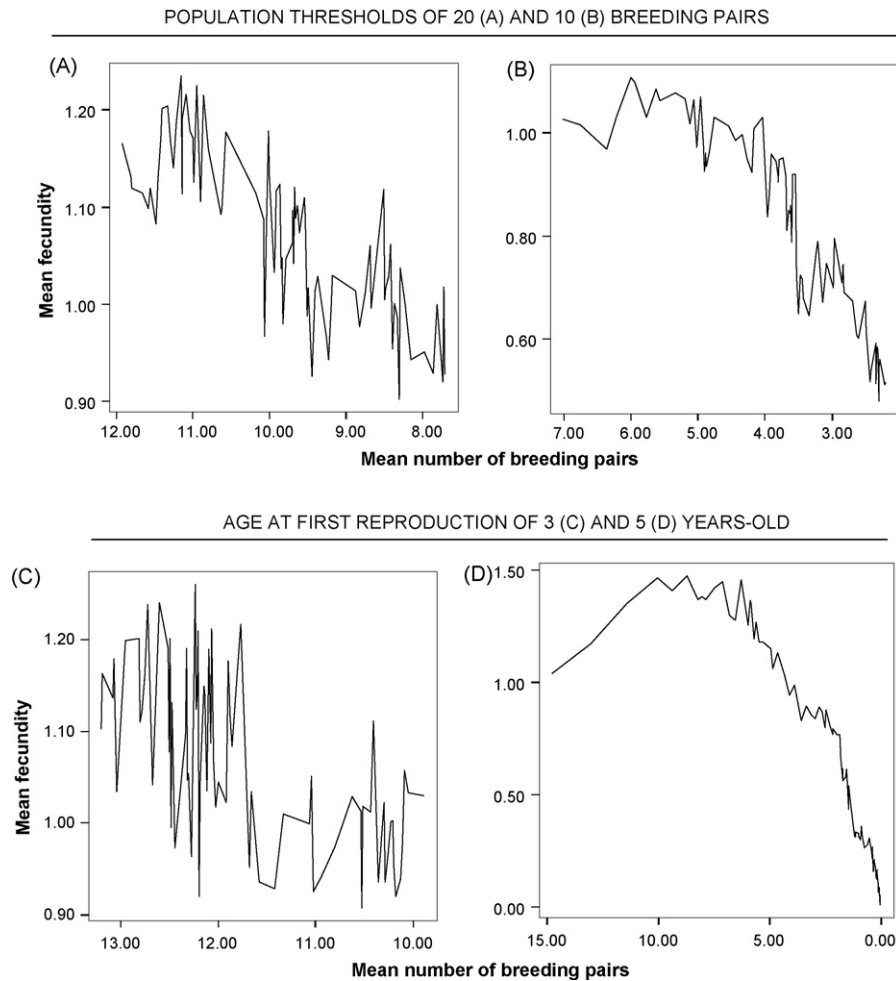 POPULATION THRESHOLDS OF 20 (A) AND 10 (B) BREEDING PAIRS
(A)
(B)
Mean fecundity
1.20
1.10
1.00
0.90
1.00
0.80
0.60
12.00 11.00 10.00 9.00 8.00
7.00 6.00 5.00 4.00 3.00
Mean number of breeding pairs
AGE AT FIRST REPRODUCTION OF 3 (C) AND 5 (D) YEARS-OLD
(C)
(D)
Mean fecundity
1.20
1.10
1.00
0.90
1.50
1.00
0.50
0.00
13.00 12.00 11.00 10.00
15.00 10.00 5.00 0.00
Mean number of breeding pairs